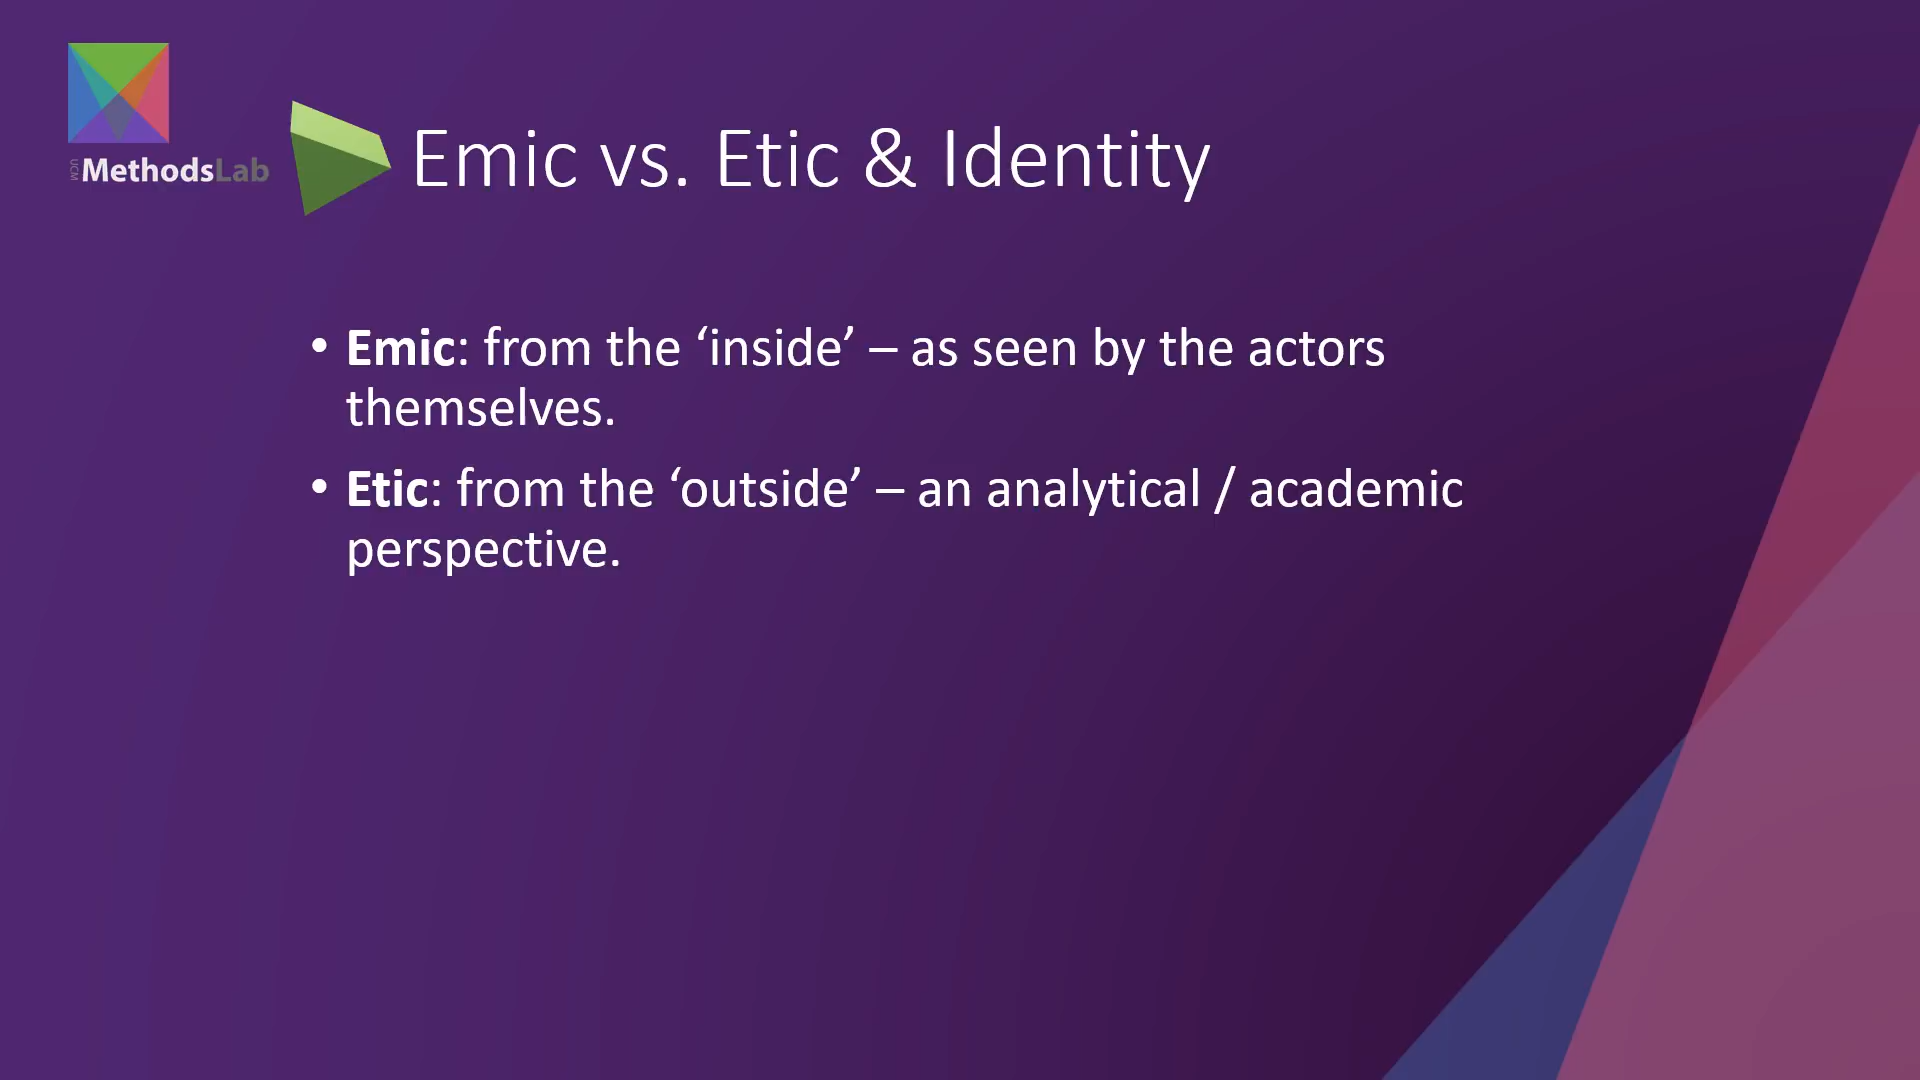 UCM MethodsLab
Emic vs. Etic & Identity
• Emic: from the ‘inside’ – as seen by the actors
themselves.
• Etic: from the ‘outside’ – an analytical / academic
perspective.